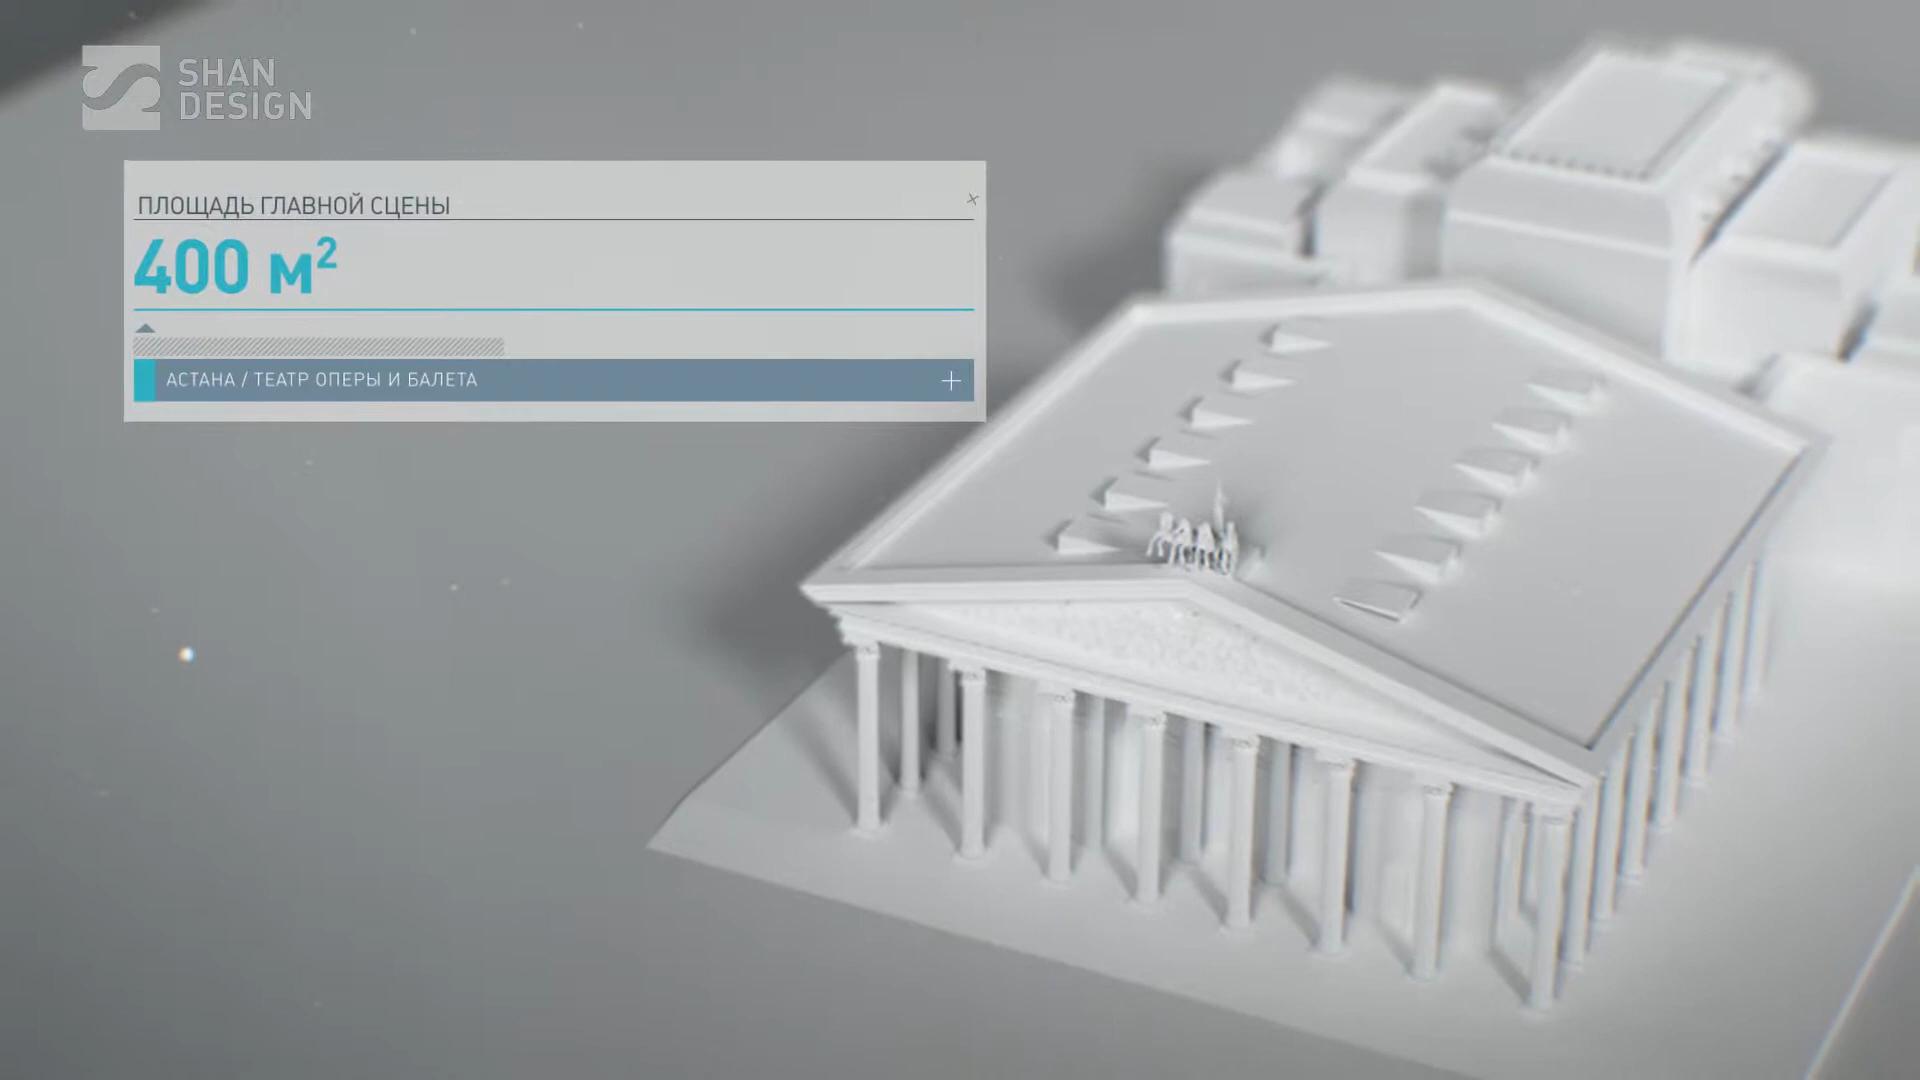 SHAN
DESIGN
ПЛОЩАДЬ ГЛАВНОЙ СЦЕНЫ
400 м²
АСТАНА / ТЕАТР ОПЕРЫ И БАЛЕТА